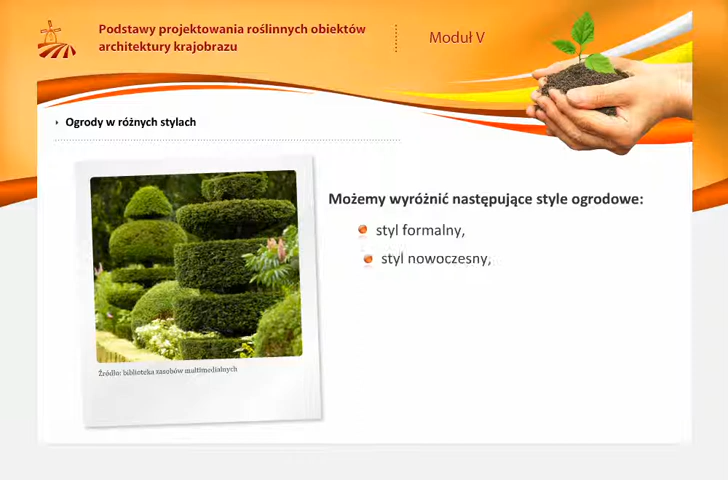 Podstawy projektowania roślinnych obiektów
architektury krajobrazu
Moduł V
Ogrody w różnych stylach
Możemy wyróżnić następujące style ogrodowe:
styl formalny,
styl nowoczesny,
Źródło: biblioteka zasobów multimedialnych